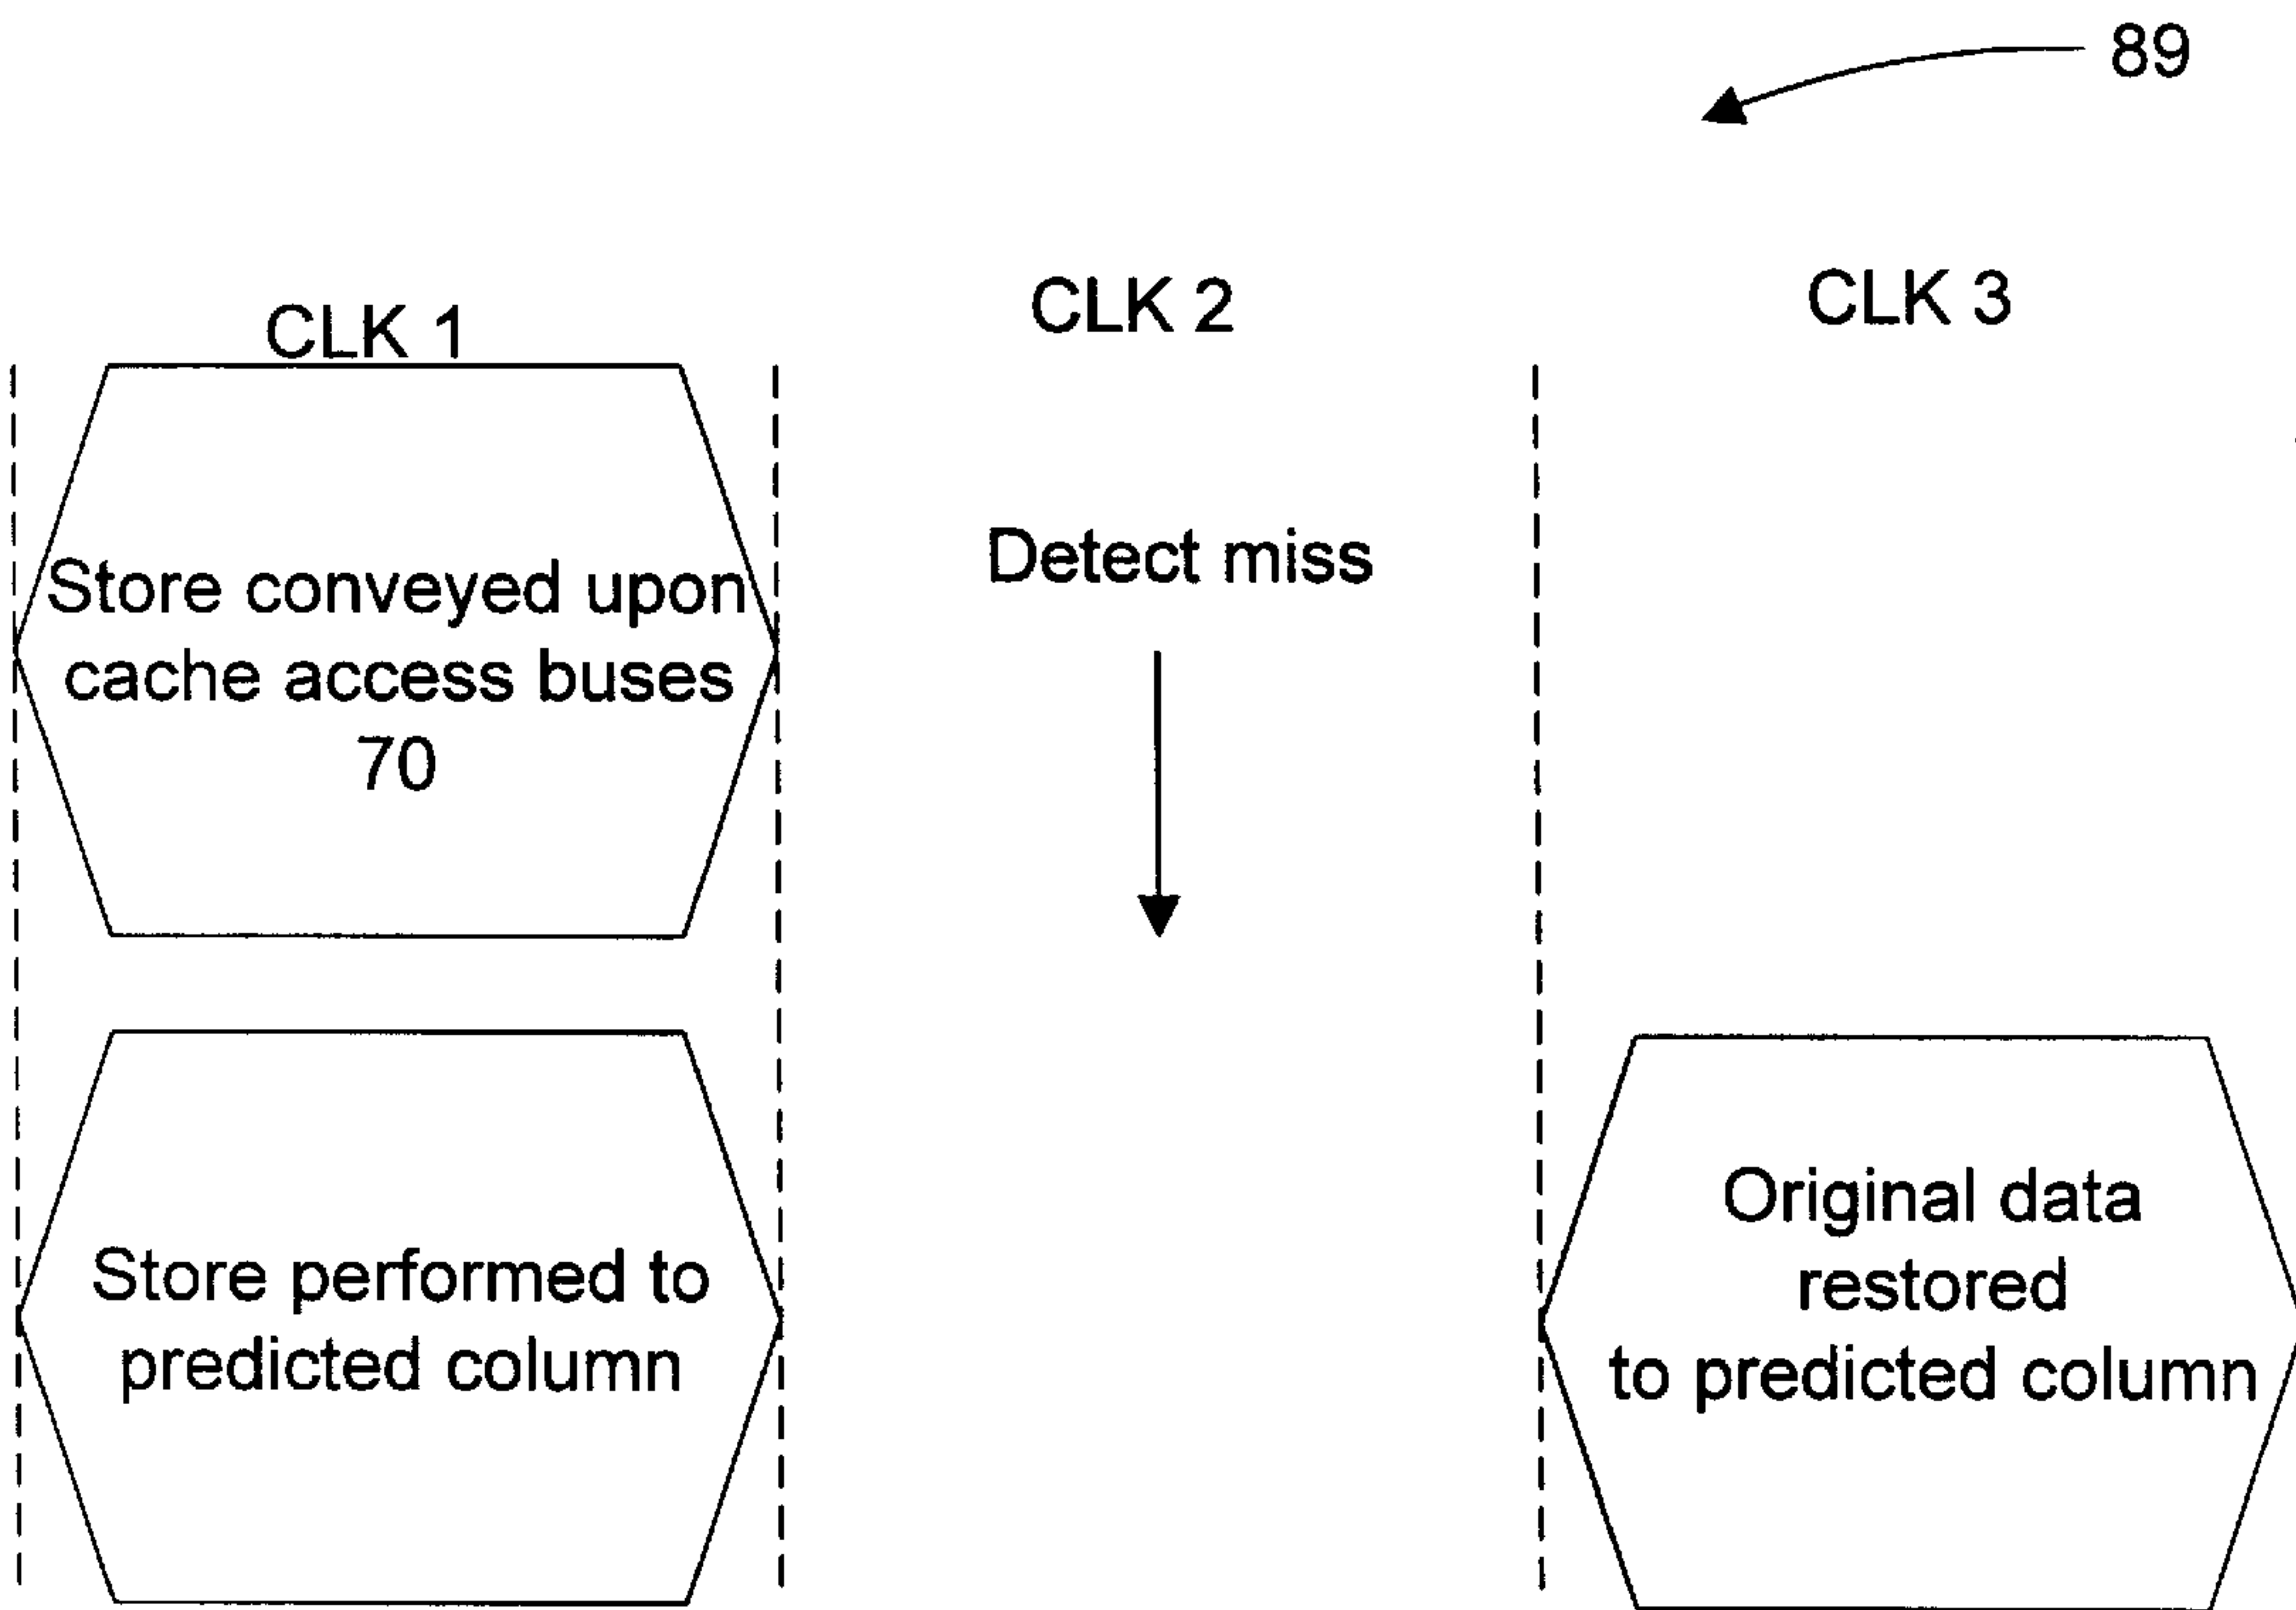 89
CLK 1
CLK 2
CLK 3
Store conveyed upon
cache access buses
70
Detect miss
Store performed to
predicted column
Original data
restored
to predicted column